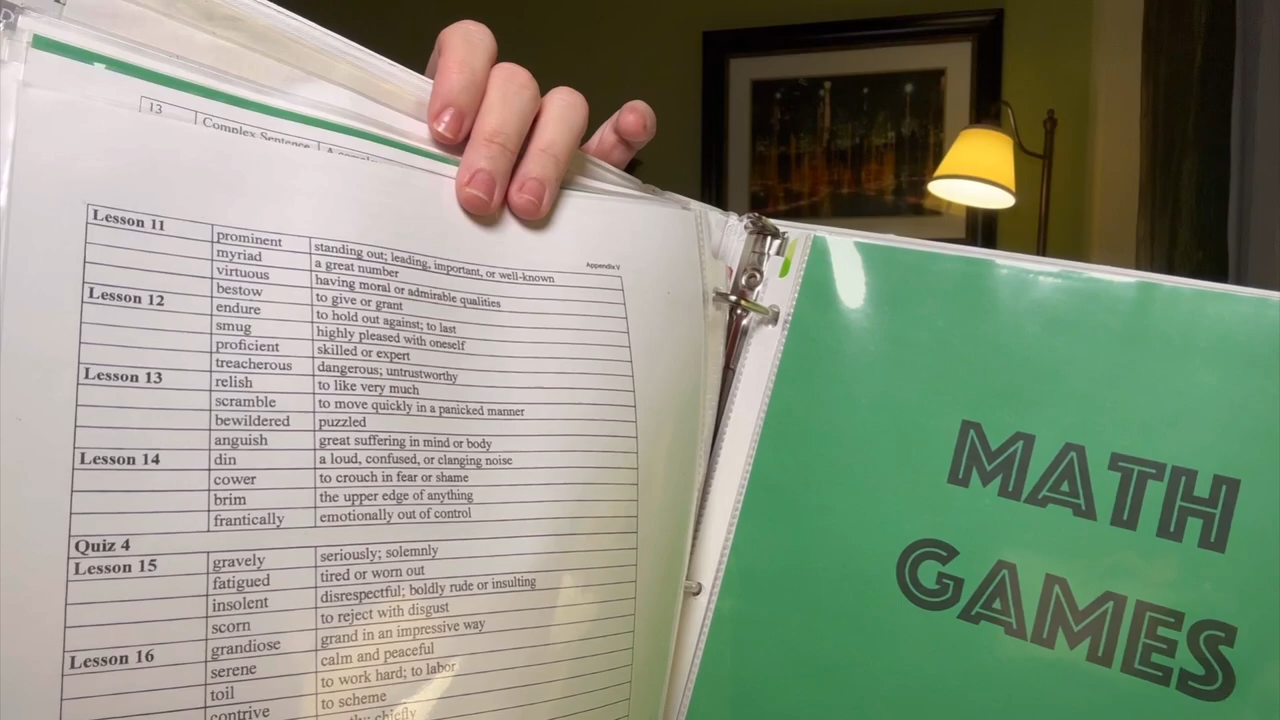 13 Complex Sentence A
Appendix V
Lesson 11 prominent standing out; leading, important, or well-known
myriad a great number
virtuous having moral or admirable qualities
bestow to give or grant
Lesson 12 endure to hold out against; to last
smug highly pleased with oneself
proficient skilled or expert
treacherous dangerous; untrustworthy
Lesson 13 relish to like very much
scramble to move quickly in a panicked manner
bewildered puzzled
anguish great suffering in mind or body
Lesson 14 din a loud, confused, or clanging noise
cower to crouch in fear or shame
brim the upper edge of anything
frantically emotionally out of control
Quiz 4
Lesson 15 gravely seriously; solemnly
fatigued tired or worn out
insolent disrespectful; boldly rude or insulting
scorn to reject with disgust
Lesson 16 grandiose grand in an impressive way
serene calm and peaceful
toil to work hard; to labor
contrive to scheme
chiefly
MATH
GAMES